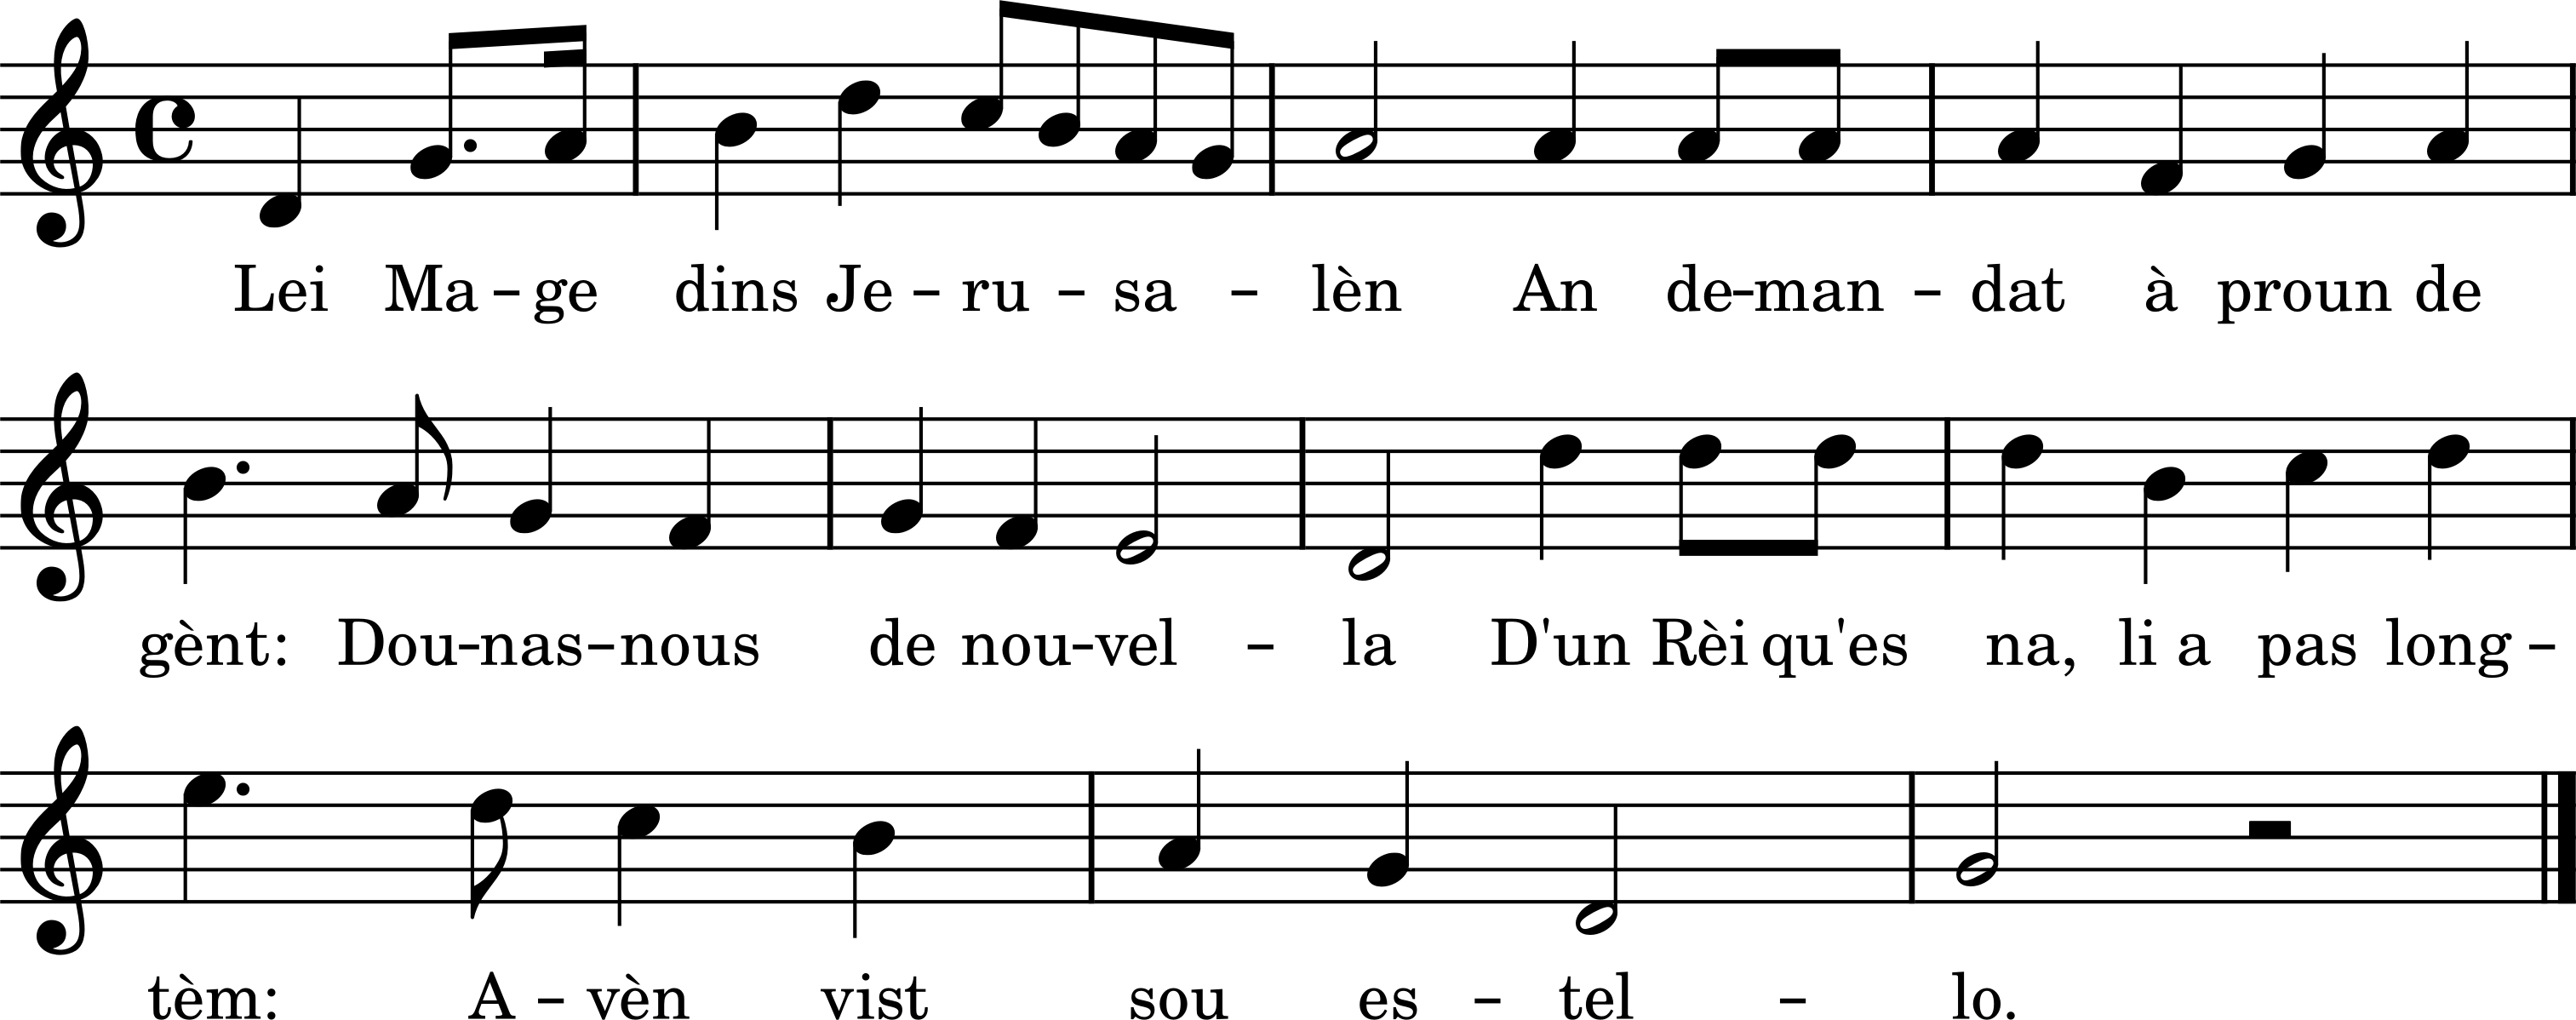 Lei Ma – ge dins Je – ru – sa – lèn An de-man – dat à proun de
gènt: Dou-nas-nous de nou-vel – la D'un Rèi qu'es na, li a pas long –
tèm: A – vèn vist sou es – tel – lo.